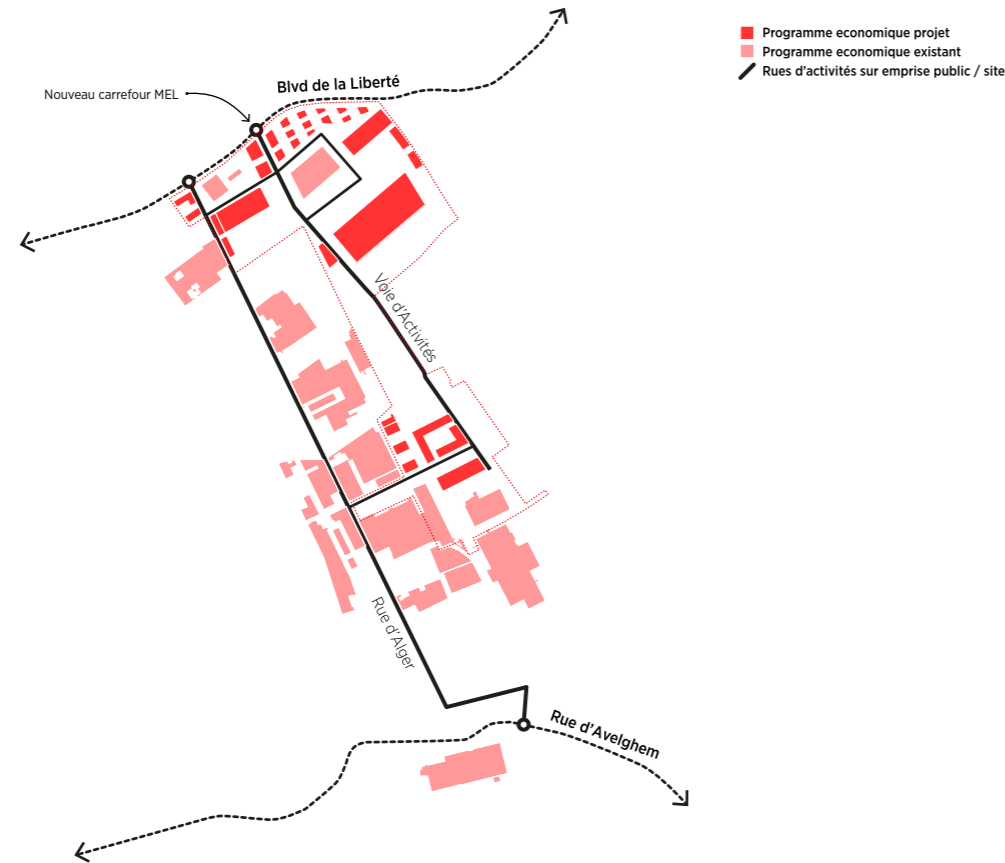 Programme economique projet
Programme economique existant
Rues d'activités sur emprise public / site
Blvd de la Liberté
Nouveau carrefour MEL
Voie d'Activités
Rue d'Alger
Rue d'Avelghem